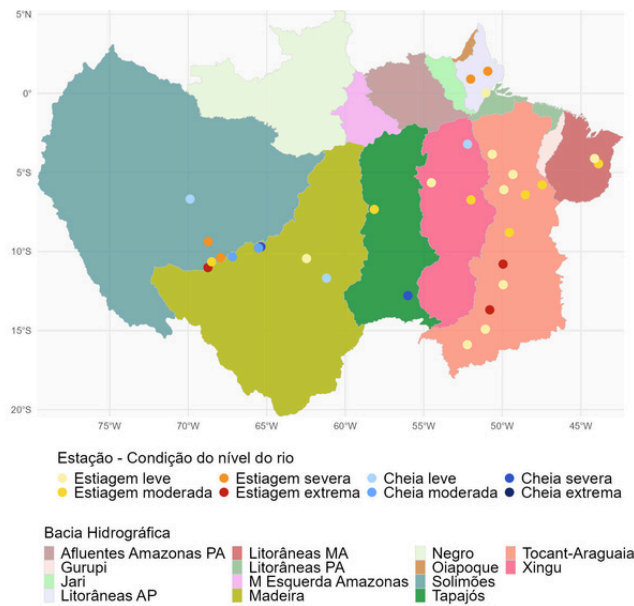 5°N
0°
5°S
10°S
15°S
20°S
75°W 70°W 65°W 60°W 55°W 50°W 45°W
Estação - Condição do nível do rio
Estiagem leve Estiagem severa Cheia leve Cheia severa
Estiagem moderada Estiagem extrema Cheia moderada Cheia extrema
Bacia Hidrográfica
Afluentes Amazonas PA Litorâneas MA Negro Tocant-Araguaia
Gurupi Litorâneas PA Oiapoque Xingu
Jari M Esquerda Amazonas Solimões
Litorâneas AP Madeira Tapajós